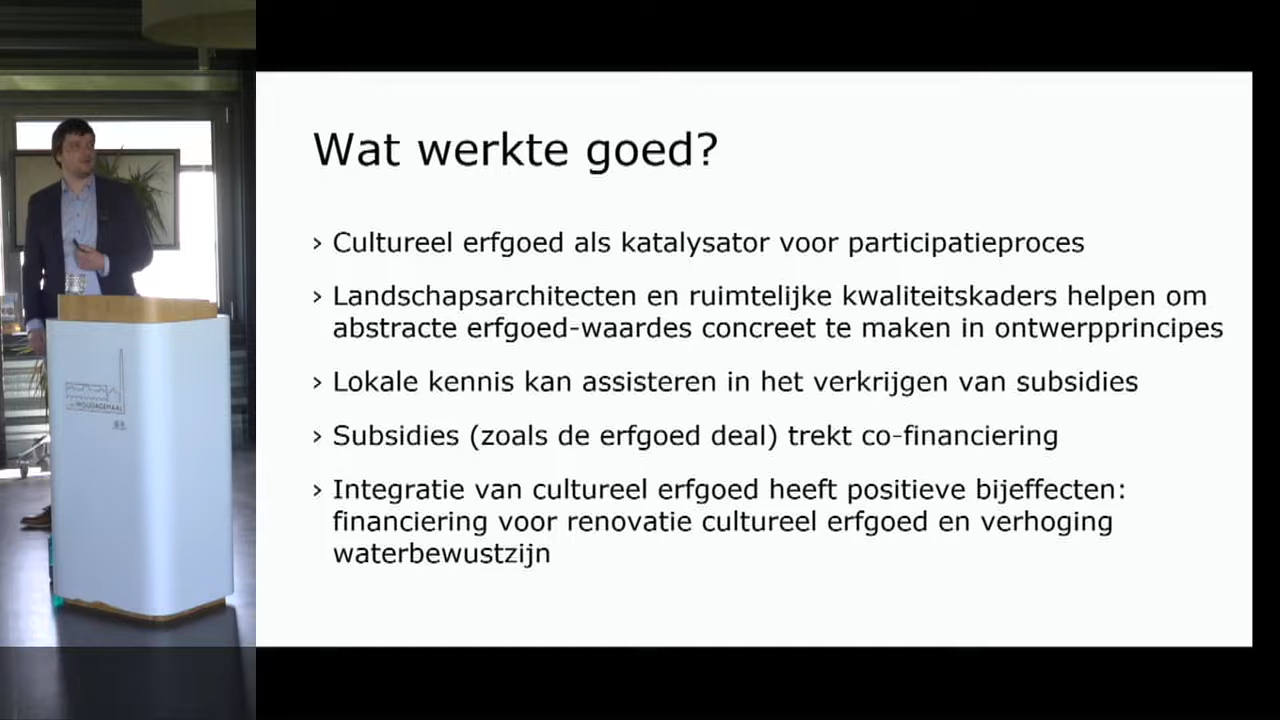 Wat werkte goed?
› Cultureel erfgoed als katalysator voor participatieproces
› Landschapsarchitecten en ruimtelijke kwaliteitskaders helpen om
abstracte erfgoed-waardes concreet te maken in ontwerpprincipes
› Lokale kennis kan assisteren in het verkrijgen van subsidies
› Subsidies (zoals de erfgoed deal) trekt co-financiering
› Integratie van cultureel erfgoed heeft positieve bijeffecten:
financiering voor renovatie cultureel erfgoed en verhoging
waterbewustzijn
WOUDAGEMAAL